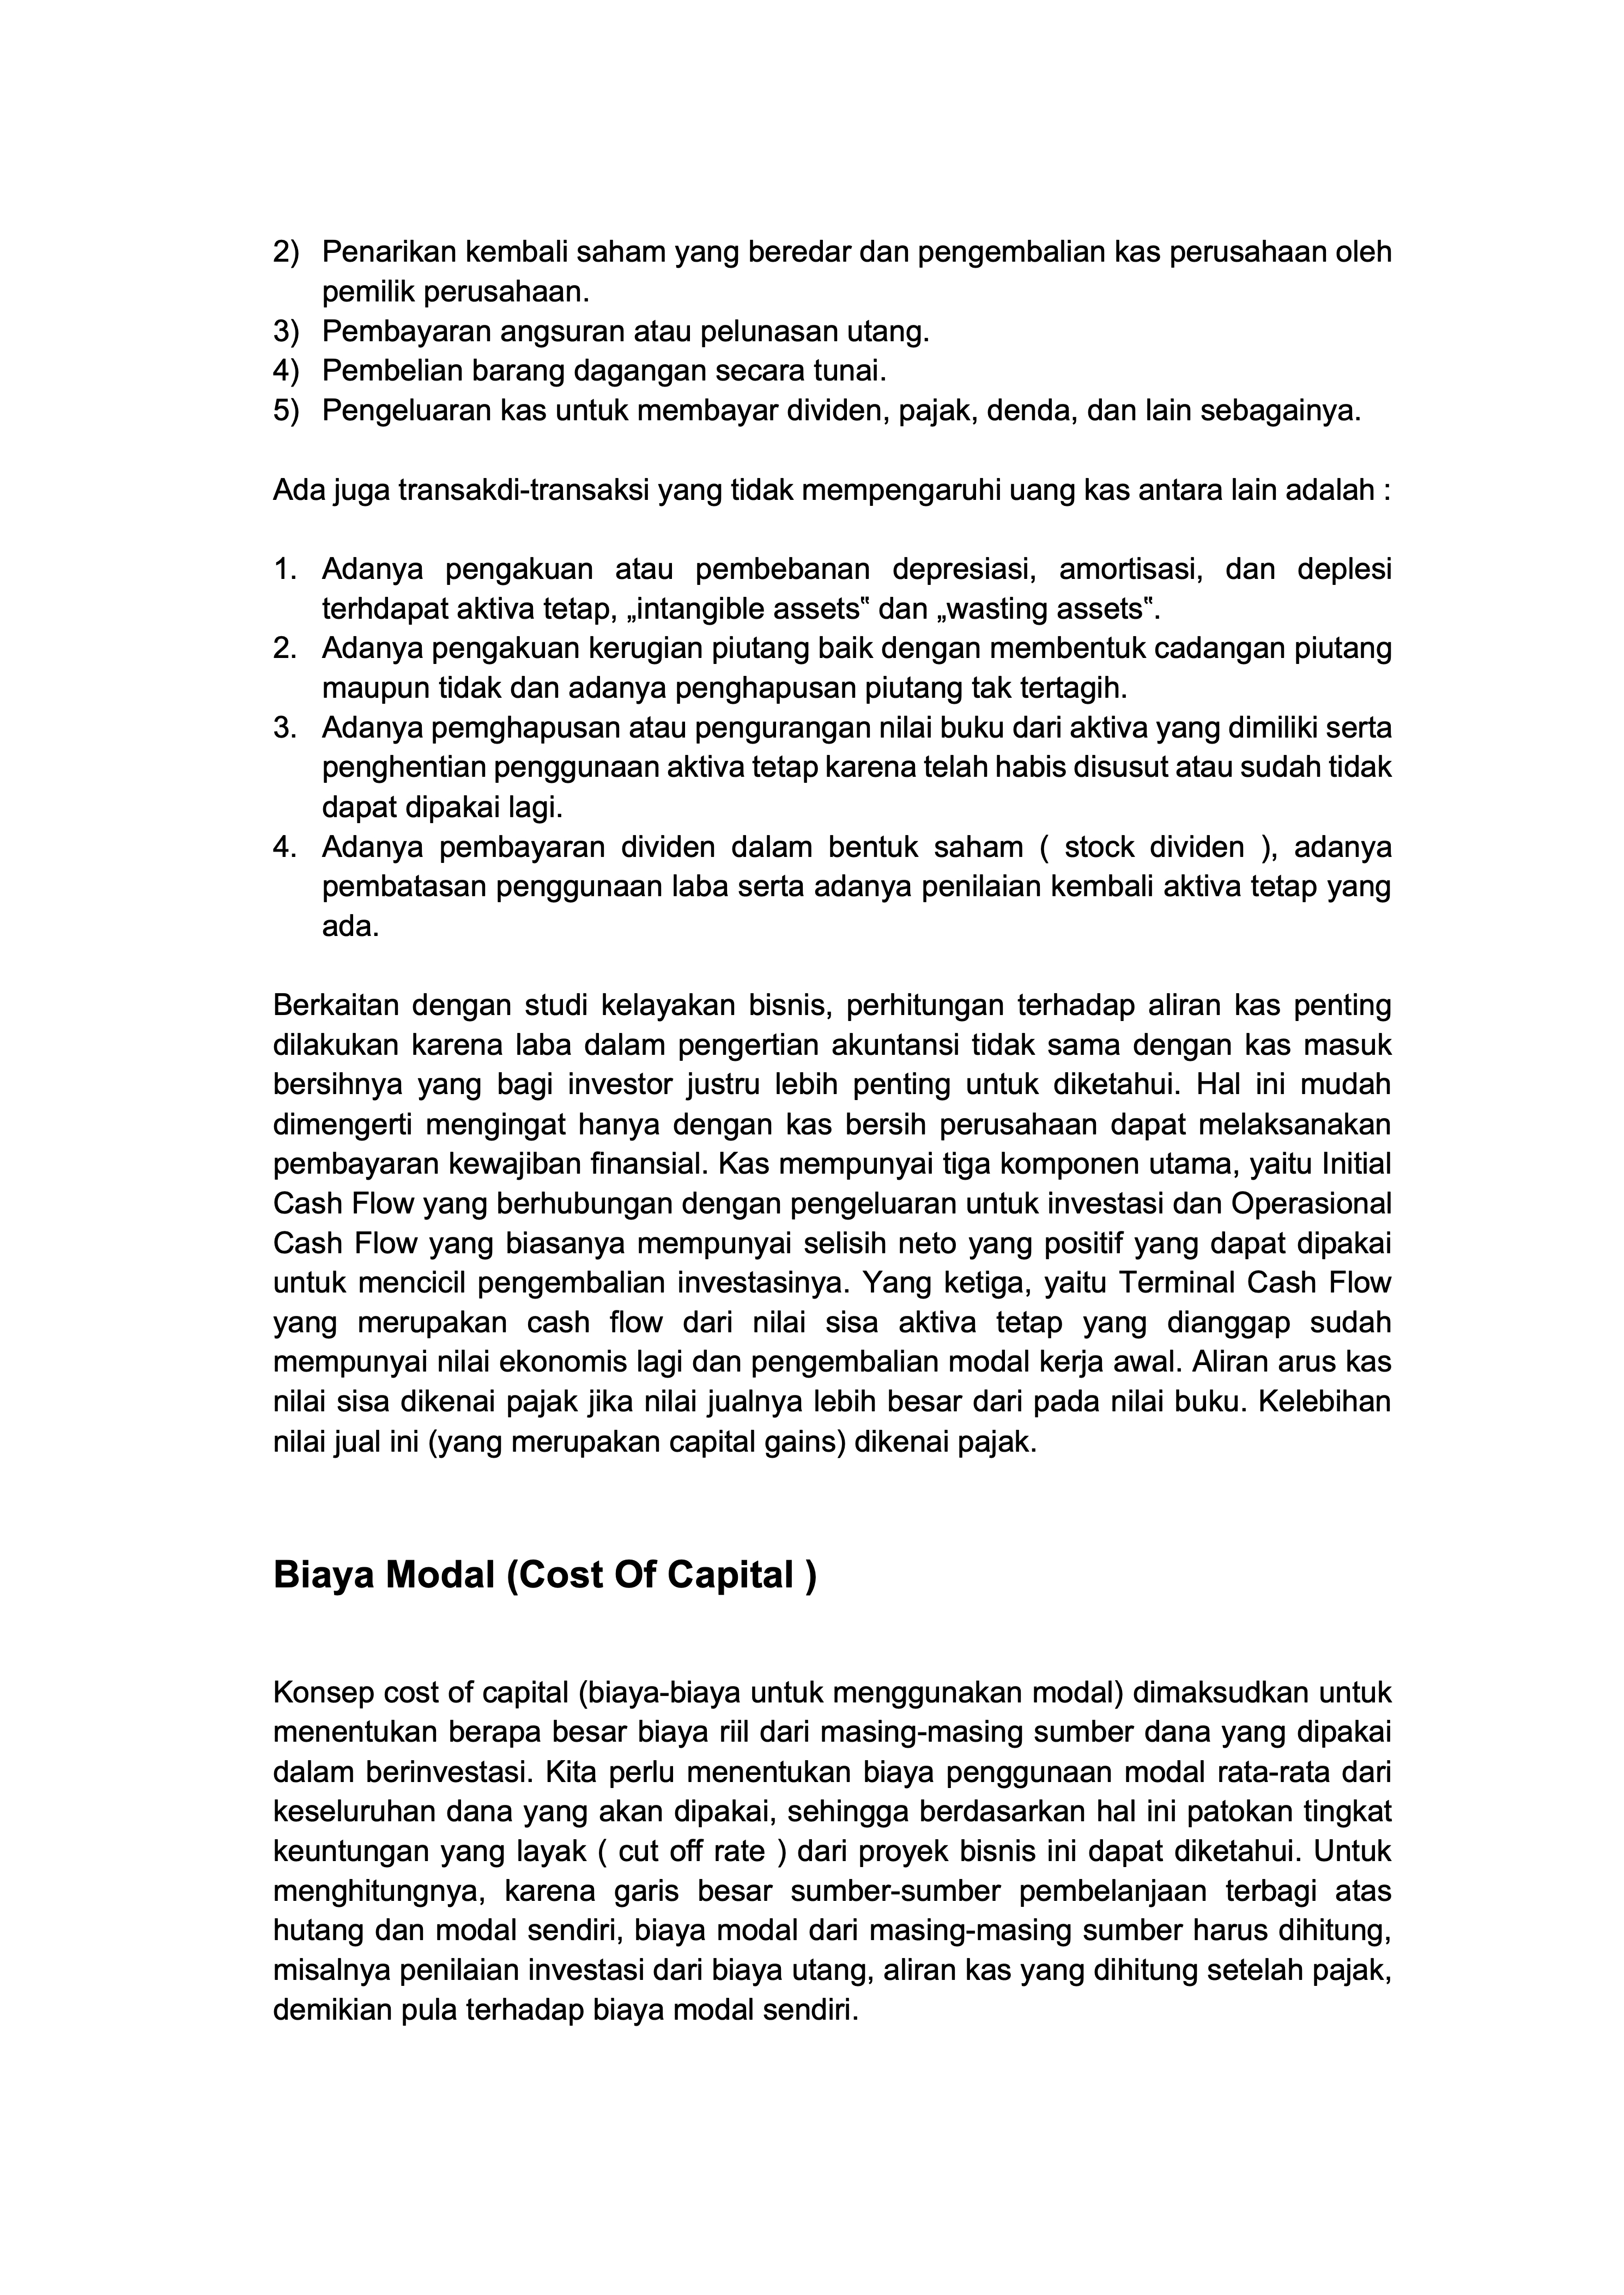 2) Penarikan kembali saham yang beredar dan pengembalian kas perusahaan oleh
pemilik perusahaan.
3) Pembayaran angsuran atau pelunasan utang.
4) Pembelian barang dagangan secara tunai.
5) Pengeluaran kas untuk membayar dividen, pajak, denda, dan lain sebagainya.
Ada juga transakdi-transaksi yang tidak mempengaruhi uang kas antara lain adalah :
1. Adanya pengakuan atau pembebanan depresiasi, amortisasi, dan deplesi
terhdapat aktiva tetap, „intangible assets‟ dan „wasting assets‟.
2. Adanya pengakuan kerugian piutang baik dengan membentuk cadangan piutang
maupun tidak dan adanya penghapusan piutang tak tertagih.
3. Adanya pemghapusan atau pengurangan nilai buku dari aktiva yang dimiliki serta
penghentian penggunaan aktiva tetap karena telah habis disusut atau sudah tidak
dapat dipakai lagi.
4. Adanya pembayaran dividen dalam bentuk saham ( stock dividen ), adanya
pembatasan penggunaan laba serta adanya penilaian kembali aktiva tetap yang
ada.
Berkaitan dengan studi kelayakan bisnis, perhitungan terhadap aliran kas penting
dilakukan karena laba dalam pengertian akuntansi tidak sama dengan kas masuk
bersihnya yang bagi investor justru lebih penting untuk diketahui. Hal ini mudah
dimengerti mengingat hanya dengan kas bersih perusahaan dapat melaksanakan
pembayaran kewajiban finansial. Kas mempunyai tiga komponen utama, yaitu Initial
Cash Flow yang berhubungan dengan pengeluaran untuk investasi dan Operasional
Cash Flow yang biasanya mempunyai selisih neto yang positif yang dapat dipakai
untuk mencicil pengembalian investasinya. Yang ketiga, yaitu Terminal Cash Flow
yang merupakan cash flow dari nilai sisa aktiva tetap yang dianggap sudah
mempunyai nilai ekonomis lagi dan pengembalian modal kerja awal. Aliran arus kas
nilai sisa dikenai pajak jika nilai jualnya lebih besar dari pada nilai buku. Kelebihan
nilai jual ini (yang merupakan capital gains) dikenai pajak.
Biaya Modal (Cost Of Capital )
Konsep cost of capital (biaya-biaya untuk menggunakan modal) dimaksudkan untuk
menentukan berapa besar biaya riil dari masing-masing sumber dana yang dipakai
dalam berinvestasi. Kita perlu menentukan biaya penggunaan modal rata-rata dari
keseluruhan dana yang akan dipakai, sehingga berdasarkan hal ini patokan tingkat
keuntungan yang layak ( cut off rate ) dari proyek bisnis ini dapat diketahui. Untuk
menghitungnya, karena garis besar sumber-sumber pembelanjaan terbagi atas
hutang dan modal sendiri, biaya modal dari masing-masing sumber harus dihitung,
misalnya penilaian investasi dari biaya utang, aliran kas yang dihitung setelah pajak,
demikian pula terhadap biaya modal sendiri.